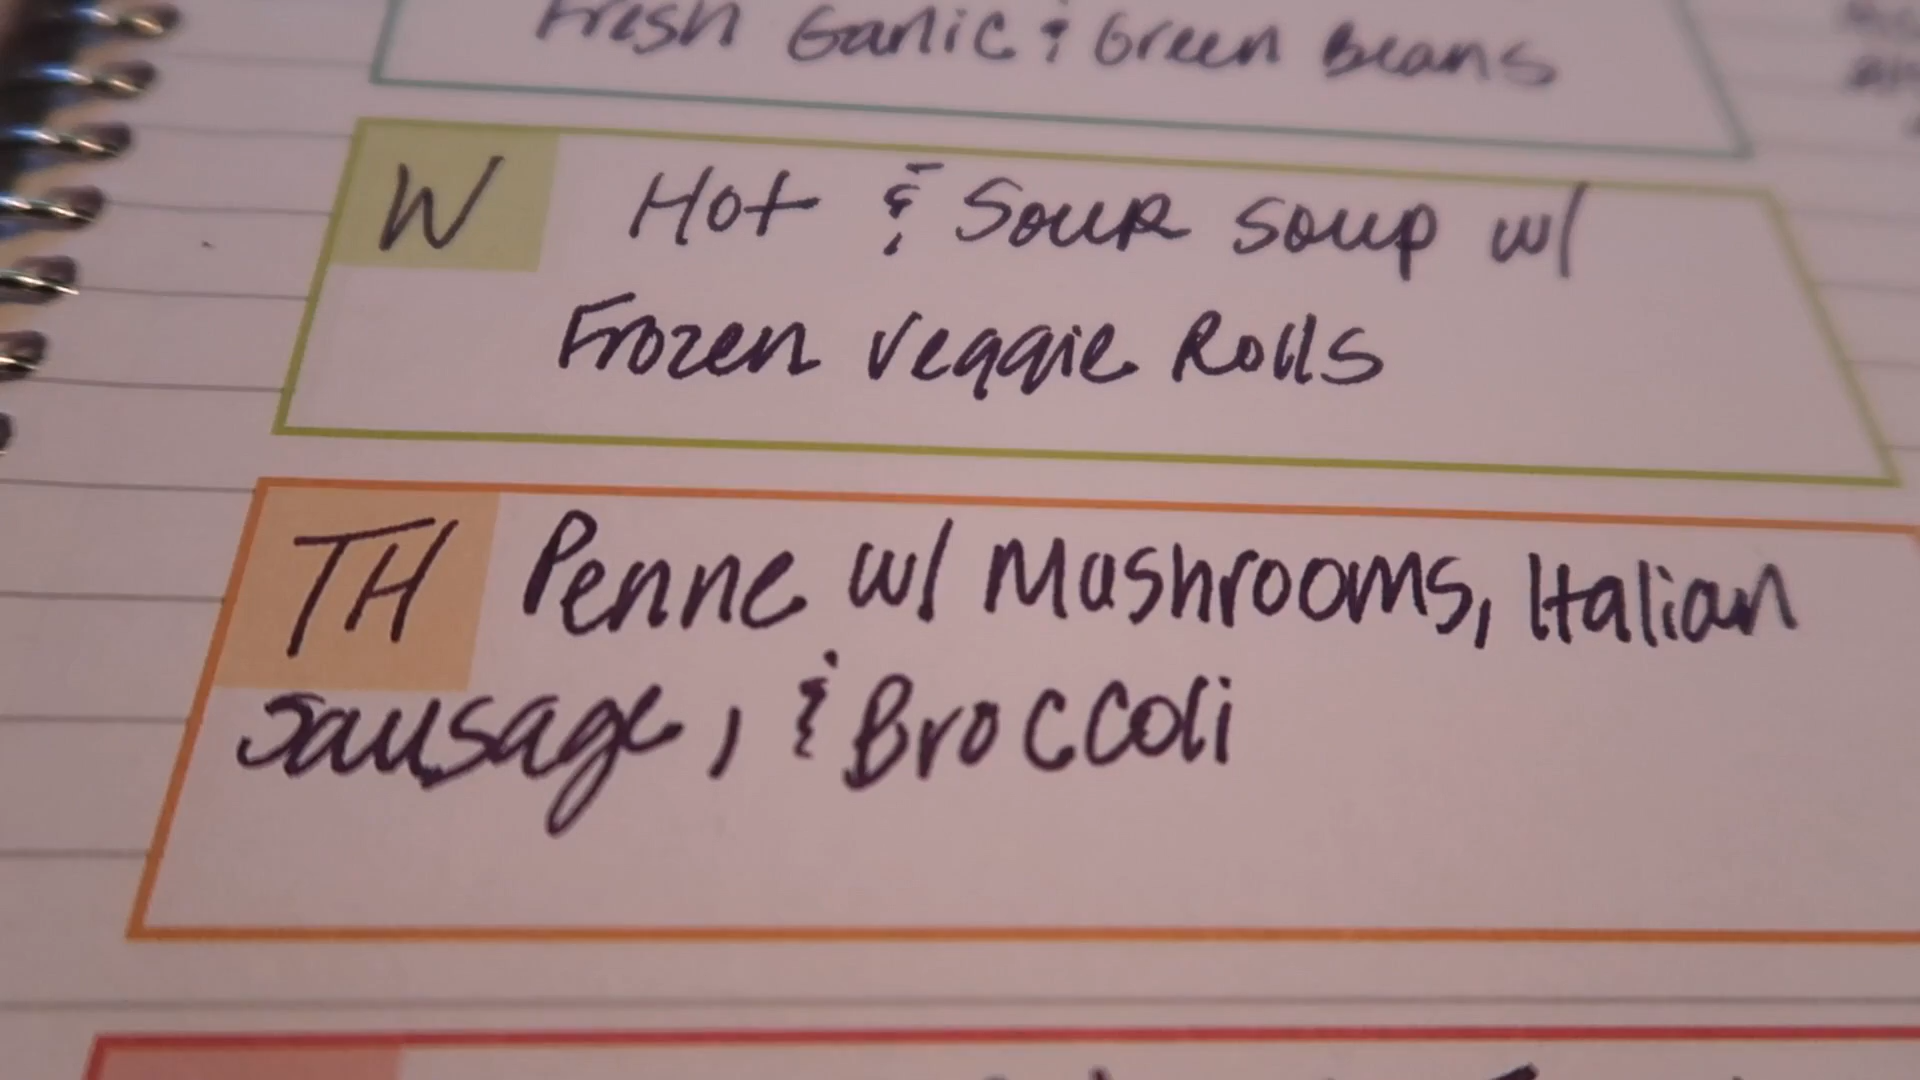 Fresh Garlic & Green Beans
W Hot & Sour Soup w/
Frozen Veggie Rolls
TH Penne w/ Mushrooms, Italian
Sausage, & Broccoli